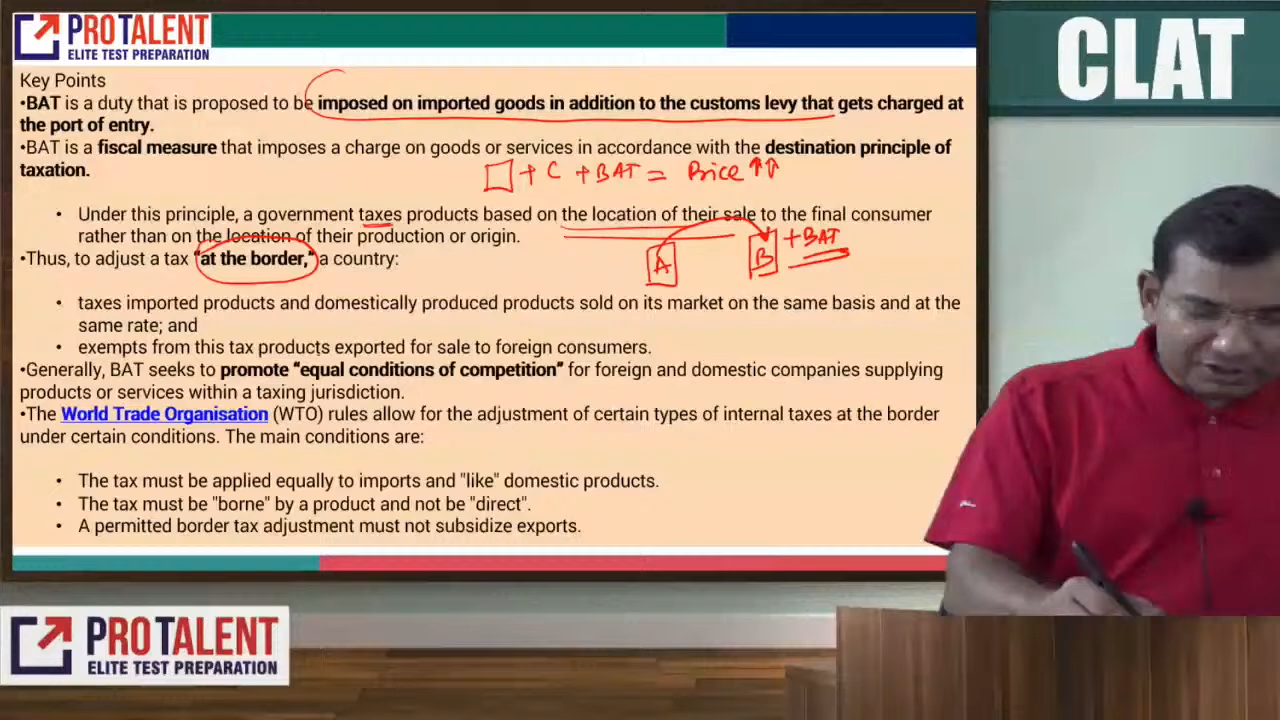 PRO TALENT
ELITE TEST PREPARATION
CLAT
Key Points
•BAT is a duty that is proposed to be imposed on imported goods in addition to the customs levy that gets charged at
the port of entry.
•BAT is a fiscal measure that imposes a charge on goods or services in accordance with the destination principle of
taxation.
+ C + BAT = Price ↑↑
• Under this principle, a government taxes products based on the location of their sale to the final consumer
rather than on the location of their production or origin.
A B + BAT
•Thus, to adjust a tax "at the border," a country:
• taxes imported products and domestically produced products sold on its market on the same basis and at the
same rate; and
• exempts from this tax products exported for sale to foreign consumers.
•Generally, BAT seeks to promote “equal conditions of competition” for foreign and domestic companies supplying
products or services within a taxing jurisdiction.
•The World Trade Organisation (WTO) rules allow for the adjustment of certain types of internal taxes at the border
under certain conditions. The main conditions are:
• The tax must be applied equally to imports and "like" domestic products.
• The tax must be "borne" by a product and not be "direct".
• A permitted border tax adjustment must not subsidize exports.
PRO TALENT
ELITE TEST PREPARATION